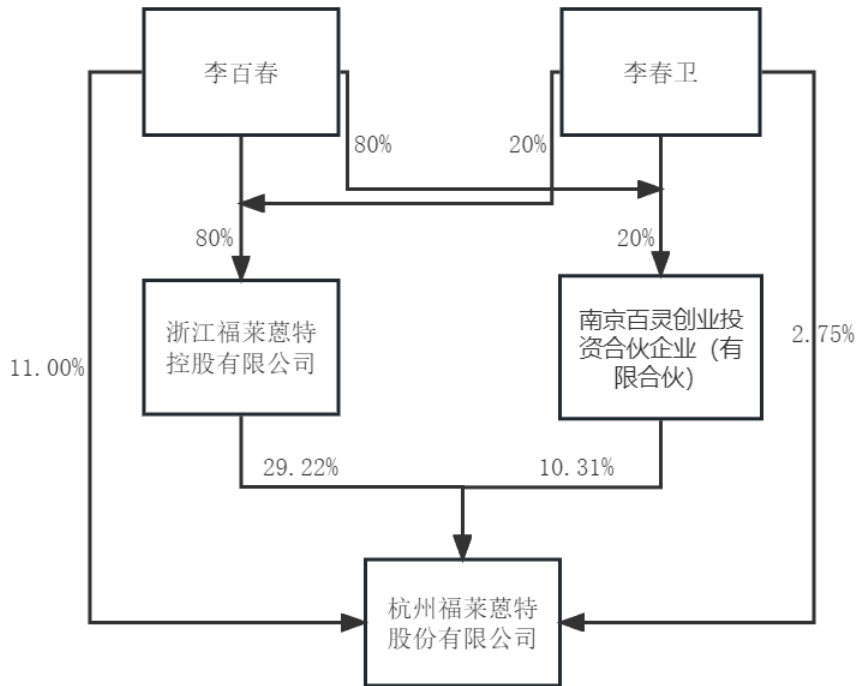 李百春
李春卫
80%
20%
80%
20%
浙江福莱蒽特
控股有限公司
南京百灵创业投
资合伙企业（有
限合伙）
11.00%
2.75%
29.22%
10.31%
杭州福莱蒽特
股份有限公司